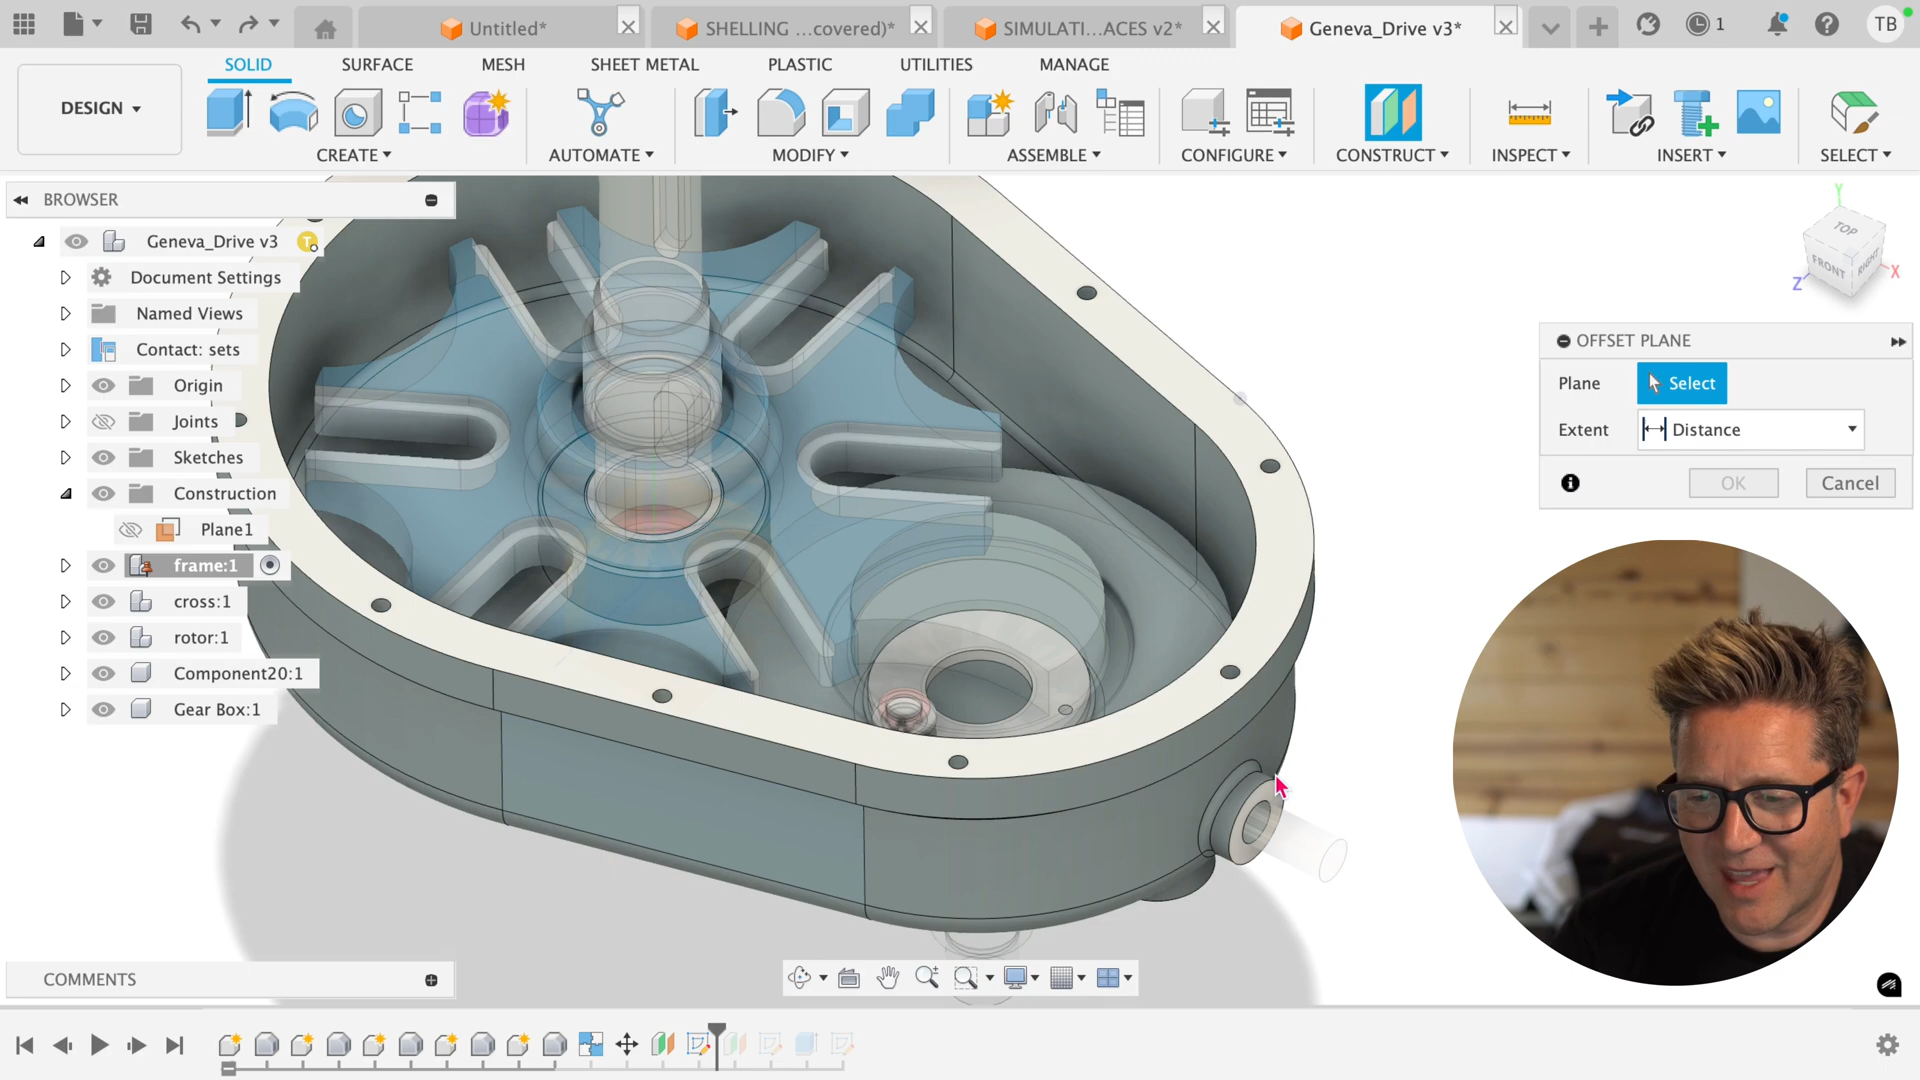 Untitled*
SHELLING ...covered)*
SIMULATI...ACES v2*
Geneva_Drive v3*
1
TB
DESIGN
SOLID
SURFACE
MESH
SHEET METAL
PLASTIC
UTILITIES
MANAGE
CREATE
AUTOMATE
MODIFY
ASSEMBLE
CONFIGURE
CONSTRUCT
INSPECT
INSERT
SELECT
BROWSER
Geneva_Drive v3
T
Document Settings
Named Views
Contact: sets
Origin
Joints
Sketches
Construction
Plane1
frame:1
cross:1
rotor:1
Component20:1
Gear Box:1
Y
TOP
FRONT
RIGHT
X
Z
OFFSET PLANE
Plane
Select
Extent
Distance
OK
Cancel
COMMENTS